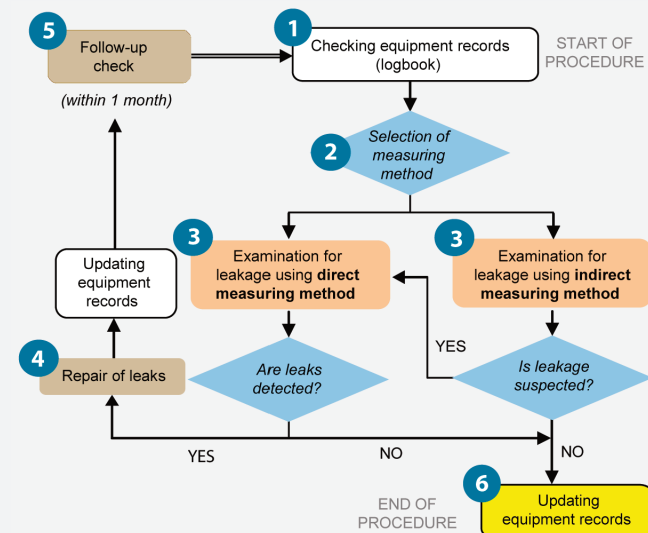 5
Follow-up
check
(within 1 month)
1
Checking equipment records
(logbook)
START OF
PROCEDURE
2
Selection of
measuring
method
3
Examination for
leakage using direct
measuring method
3
Examination for
leakage using indirect
measuring method
Updating
equipment
records
YES
4
Repair of leaks
Are leaks
detected?
Is leakage
suspected?
YES
NO
NO
6
Updating
equipment records
END OF
PROCEDURE